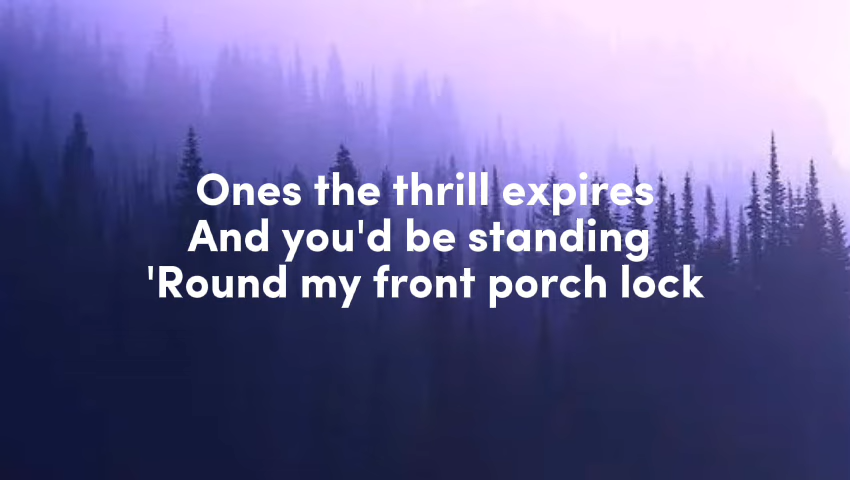 Ones the thrill expires
And you'd be standing
'Round my front porch lock